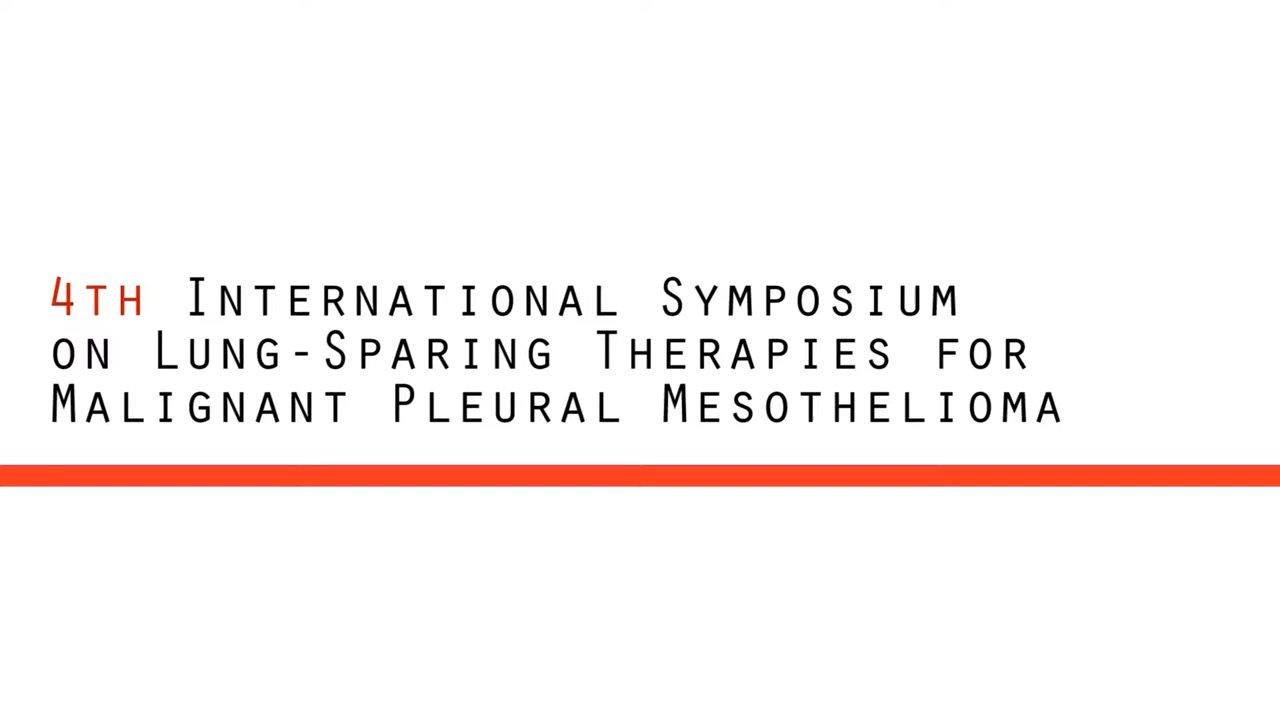 4th International Symposium
on Lung-Sparing Therapies for
Malignant Pleural Mesothelioma